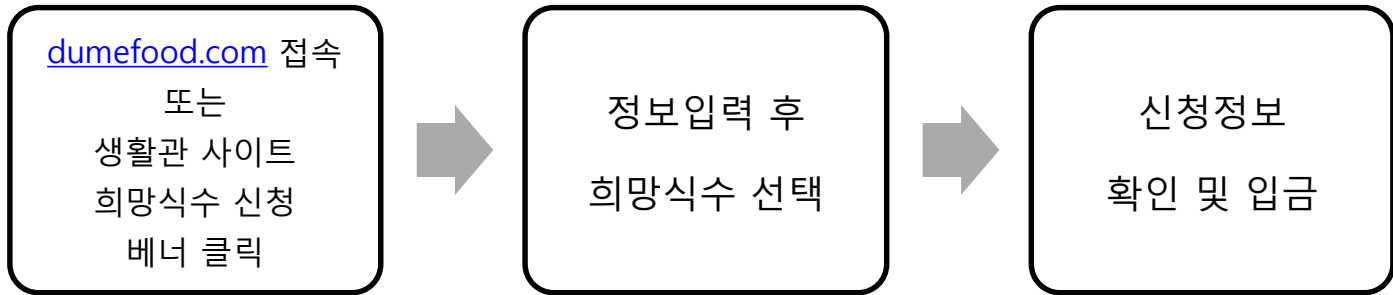 dumefood.com 접속
또는
생활관 사이트
희망식수 신청
베너 클릭
정보입력 후
희망식수 선택
신청정보
확인 및 입금